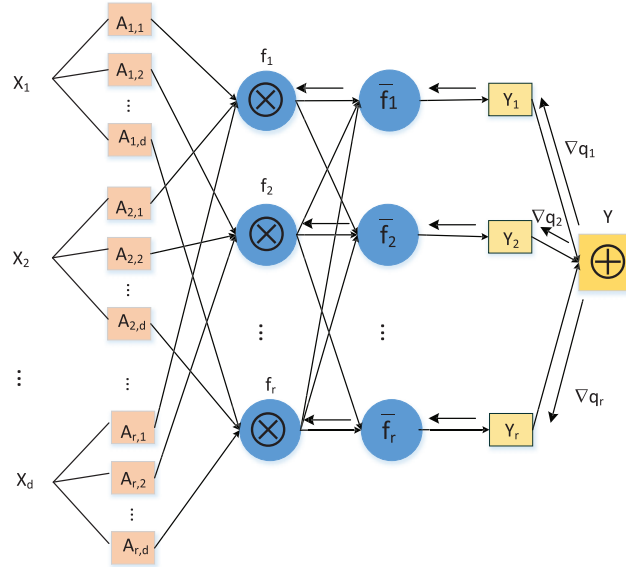 X1
X2
⋮
Xd
A1,1
A1,2
⋮
A1,d
A2,1
A2,2
⋮
A2,d
⋮
Ar,1
Ar,2
⋮
Ar,d
f1
⊗
f2
⊗
⋮
fr
⊗
f̅1
f̅2
⋮
f̅r
Y1
Y2
Yr
∇q1
∇q2
∇qr
Y
⊕